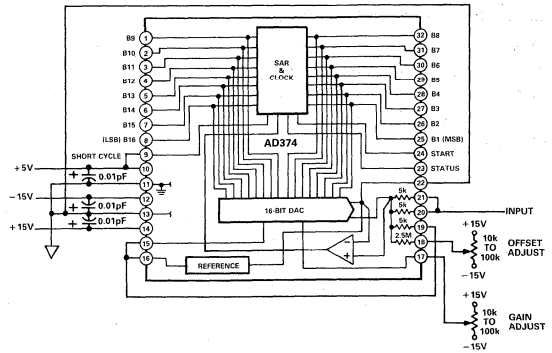 B9 1
B10 2
B11 3
B12 4
B13 5
B14 6
B15 7
(LSB) B16 8
SHORT CYCLE 9
+5V 10
0.01pF 11
−15V 12
0.01pF 13
+15V 14
0.01pF
15
16
SAR
&
CLOCK
AD374
16-BIT DAC
REFERENCE
−
+
32 B8
31 B7
30 B6
29 B5
28 B4
27 B3
26 B2
25 B1 (MSB)
24 START
23 STATUS
22
5k 21
5k 20 INPUT
5k 19
2.5M 18
17
+15V
10k
TO
100k
−15V
OFFSET
ADJUST
+15V
10k
TO
100k
−15V
GAIN
ADJUST